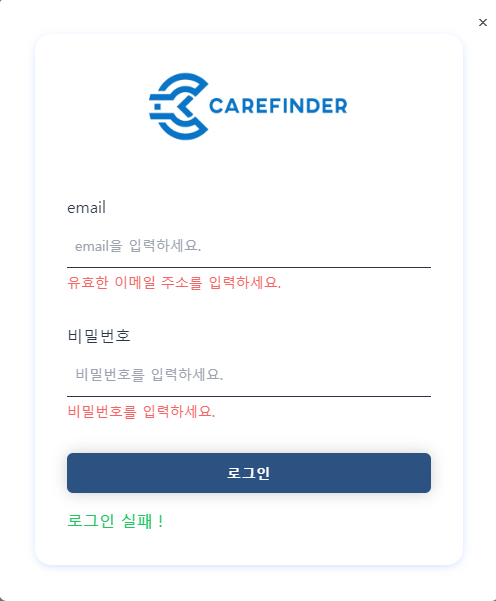 ×
CAREFINDER
email
email을 입력하세요.
유효한 이메일 주소를 입력하세요.
비밀번호
비밀번호를 입력하세요.
비밀번호를 입력하세요.
로그인
로그인 실패 !